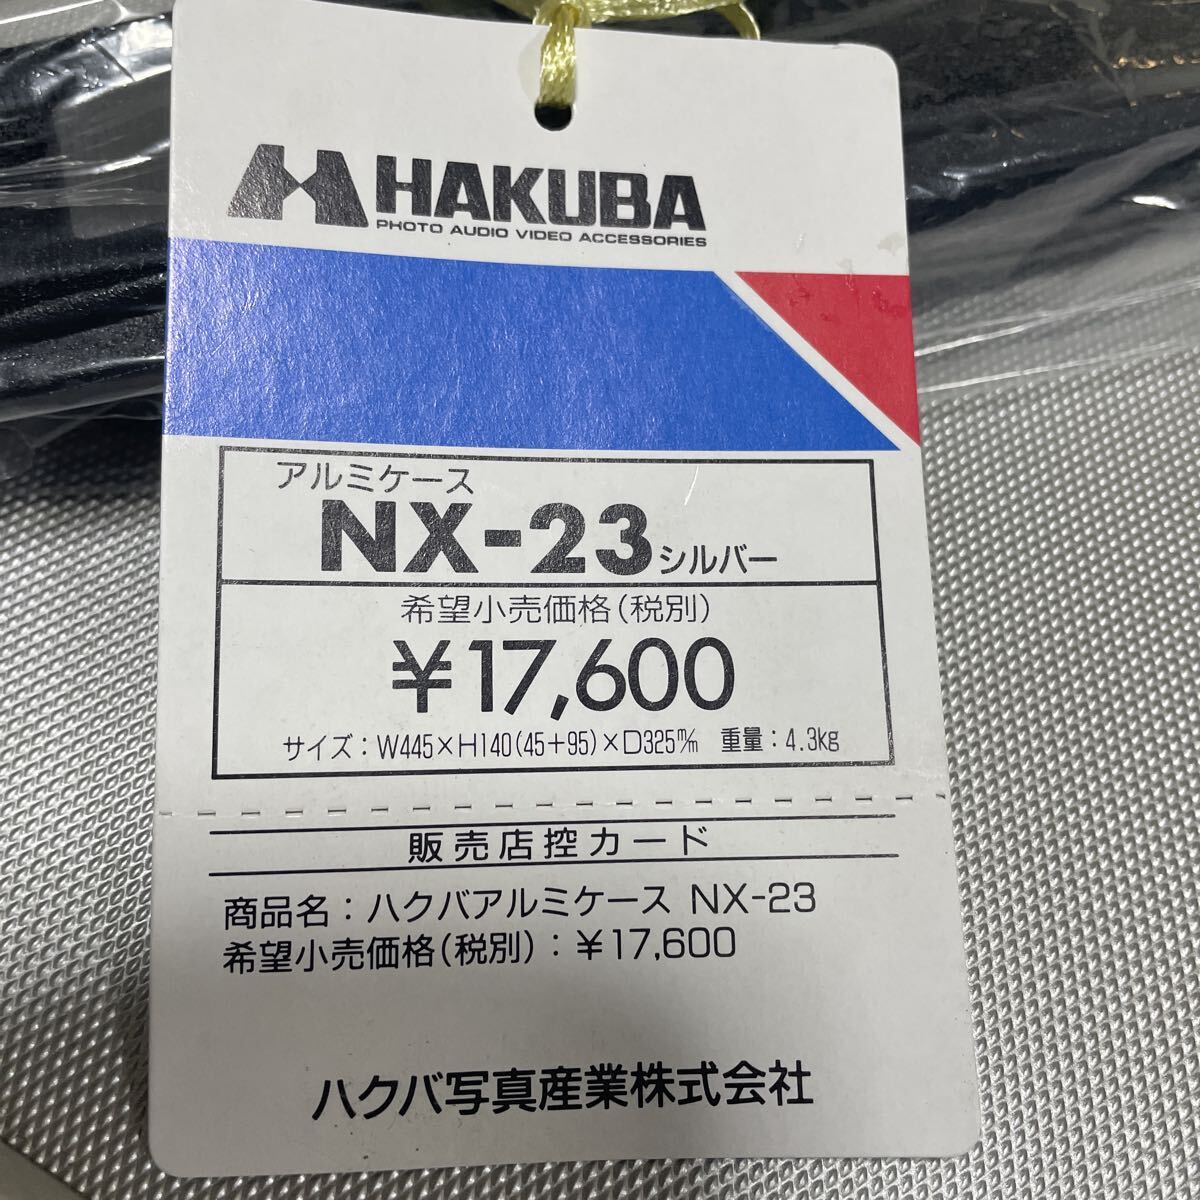 HAKUBA
PHOTO AUDIO VIDEO ACCESSORIES
アルミケース
NX-23 シルバー
希望小売価格(税別)
¥17,600
サイズ:W445×H140(45+95)×D325m/m 重量:4.3kg
販売店控カード
商品名:ハクバアルミケース NX-23
希望小売価格(税別):¥17,600
ハクバ写真産業株式会社